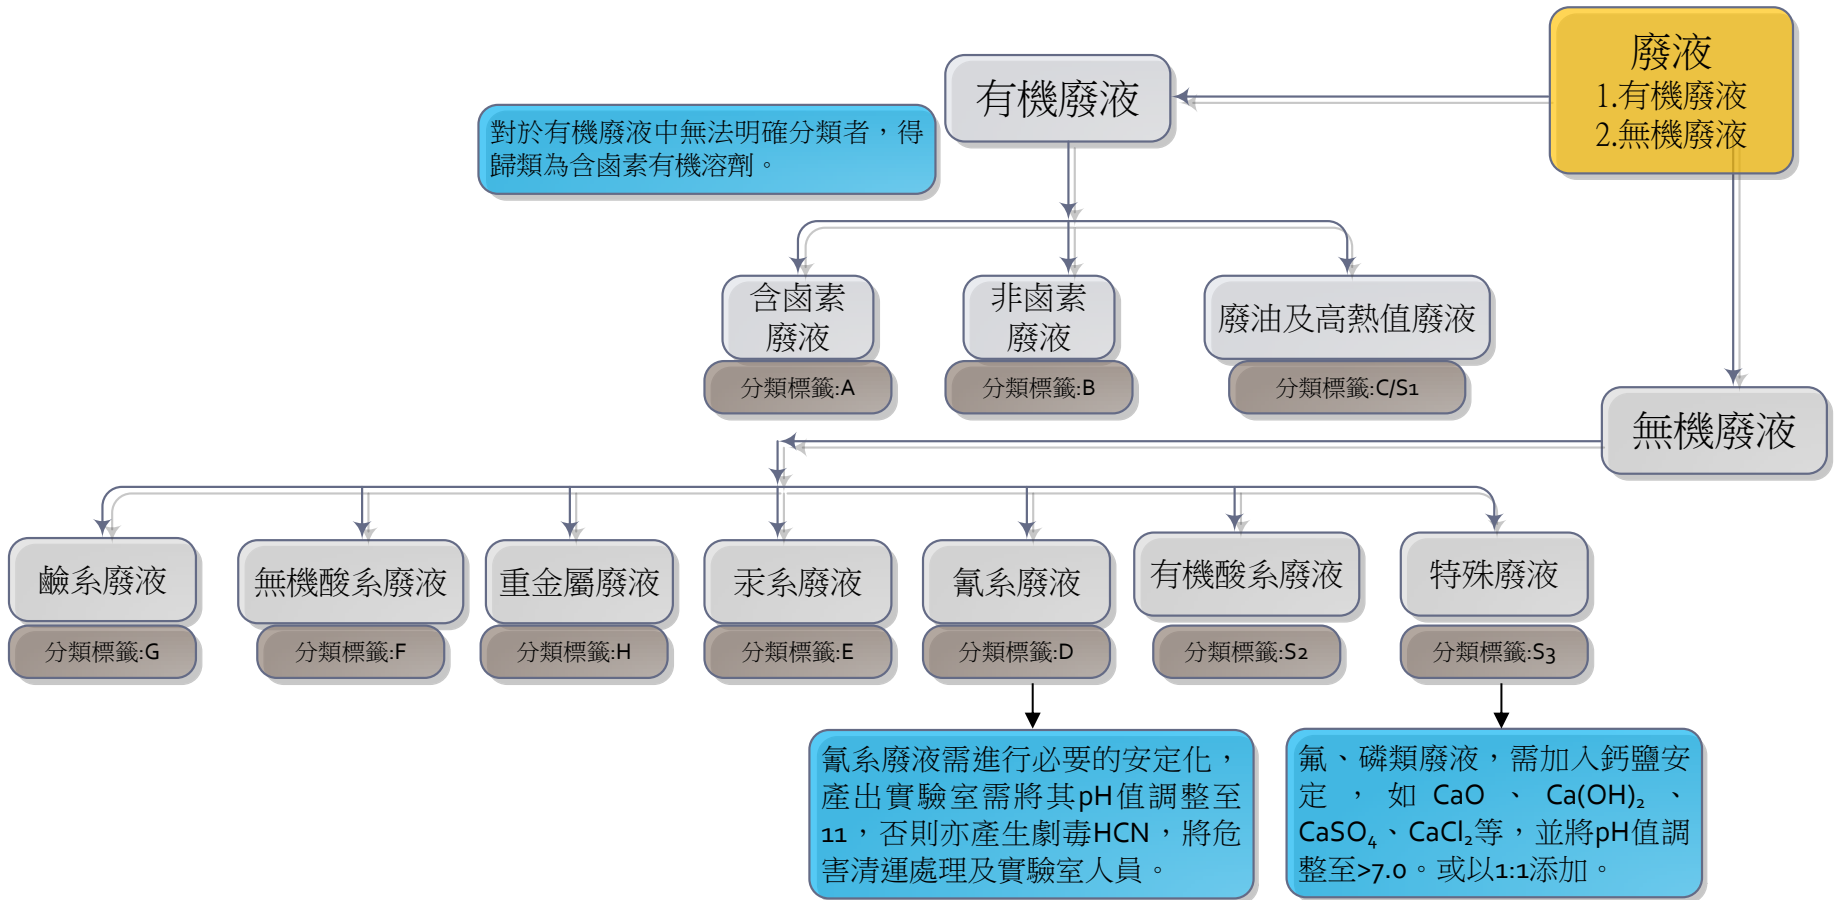 廢液
1.有機廢液
2.無機廢液
有機廢液
對於有機廢液中無法明確分類者，得
歸類為含鹵素有機溶劑。
含鹵素
廢液
分類標籤:A
非鹵素
廢液
分類標籤:B
廢油及高熱值廢液
分類標籤:C/S1
無機廢液
鹼系廢液
分類標籤:G
無機酸系廢液
分類標籤:F
重金屬廢液
分類標籤:H
汞系廢液
分類標籤:E
氰系廢液
分類標籤:D
有機酸系廢液
分類標籤:S2
特殊廢液
分類標籤:S3
氰系廢液需進行必要的安定化，
產出實驗室需將其pH值調整至
11，否則亦產生劇毒HCN，將危
害清運處理及實驗室人員。
氟、磷類廢液，需加入鈣鹽安
定，如 CaO、Ca(OH)₂、
CaSO₄、CaCl₂等，並將pH值調
整至>7.0。或以1:1添加。